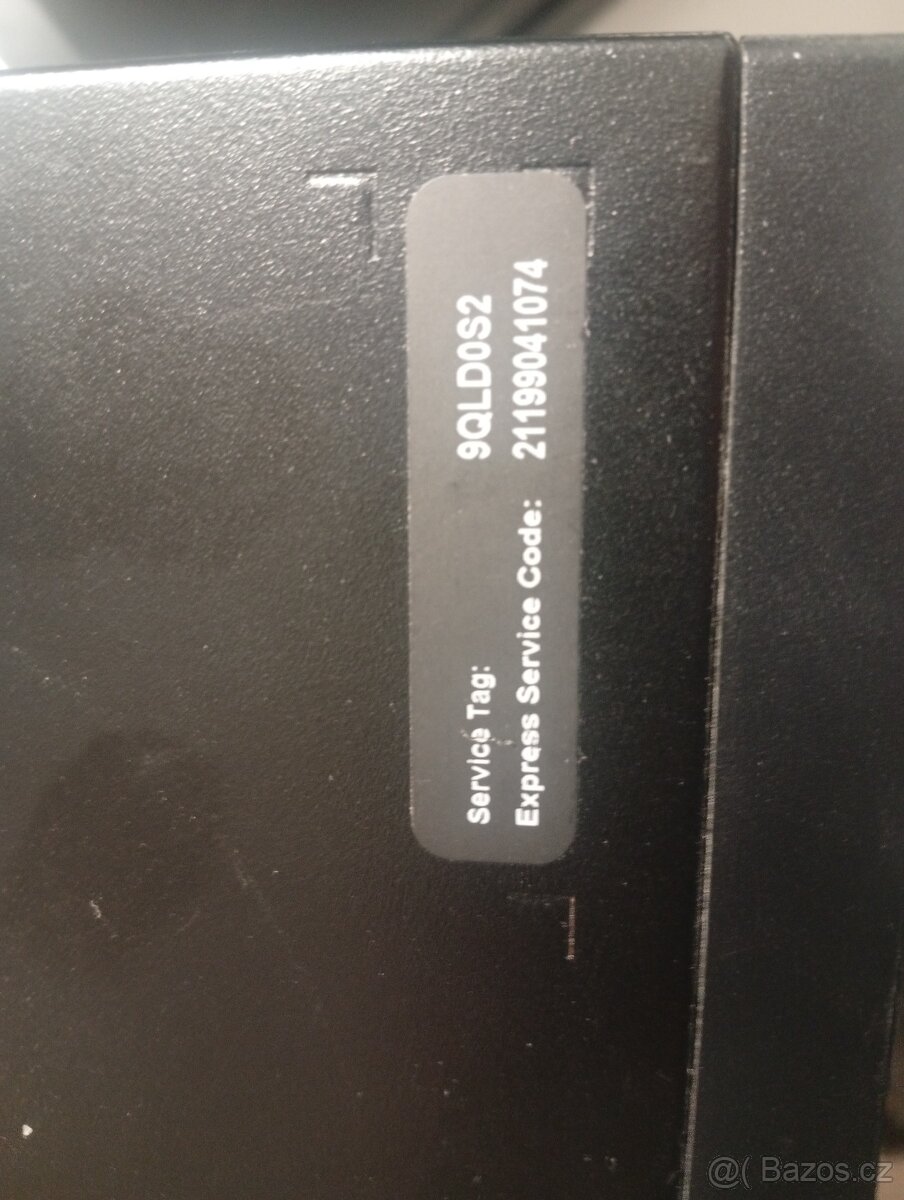 Service Tag: 9QLD0S2
Express Service Code: 21199041074
@( Bazos.cz